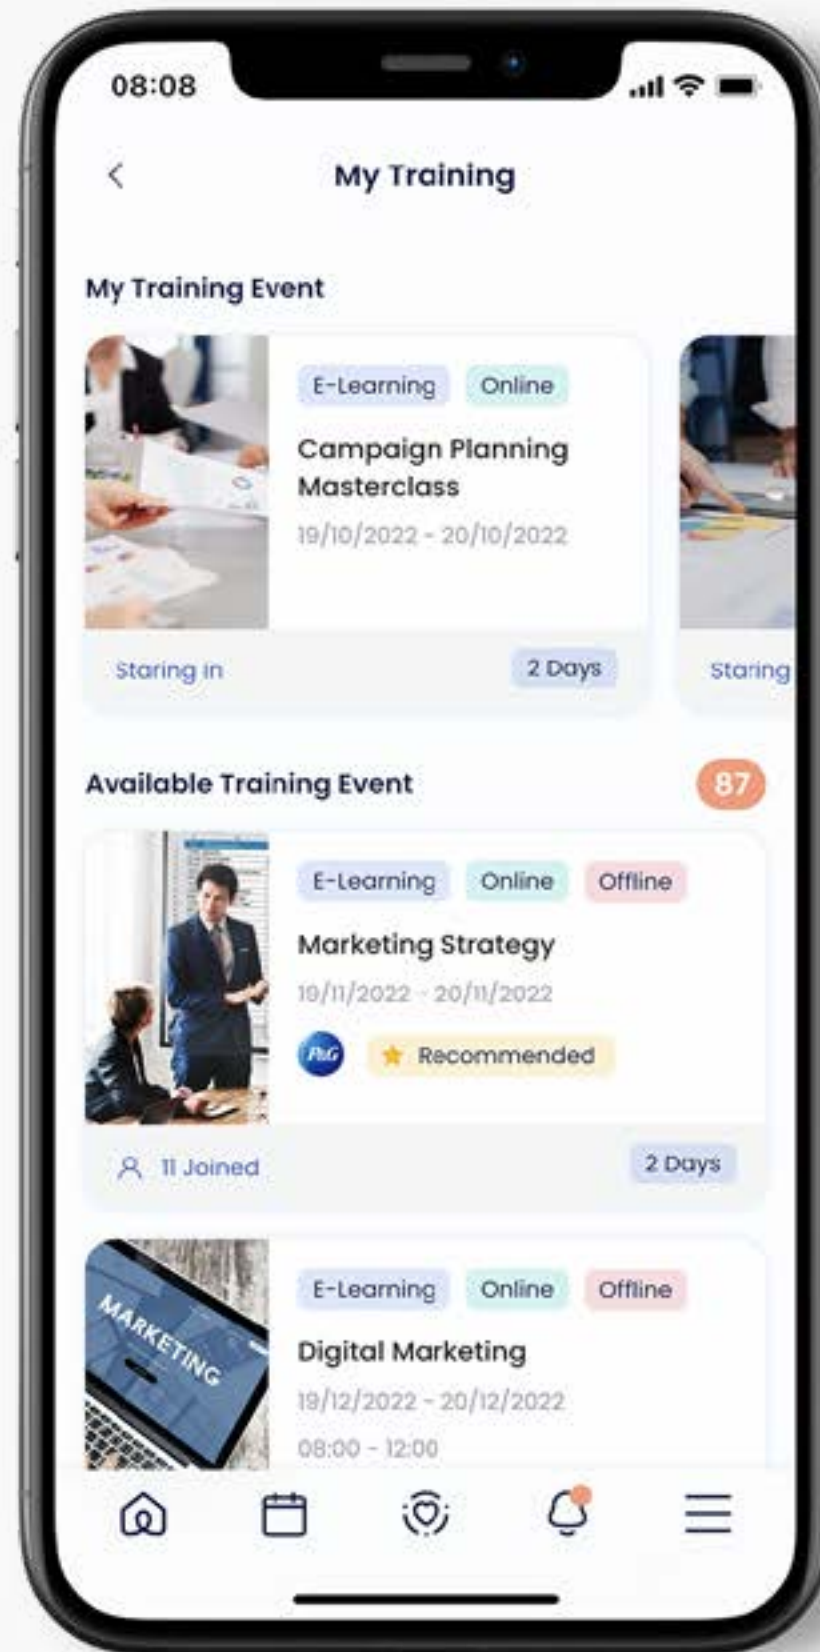 08:08
My Training
My Training Event
E-Learning Online
Campaign Planning
Masterclass
19/10/2022 - 20/10/2022
Staring in 2 Days
Staring
Available Training Event 87
E-Learning Online Offline
Marketing Strategy
19/11/2022 - 20/11/2022
P&G Recommended
11 Joined 2 Days
MARKETING
E-Learning Online Offline
Digital Marketing
19/12/2022 - 20/12/2022
08:00 - 12:00